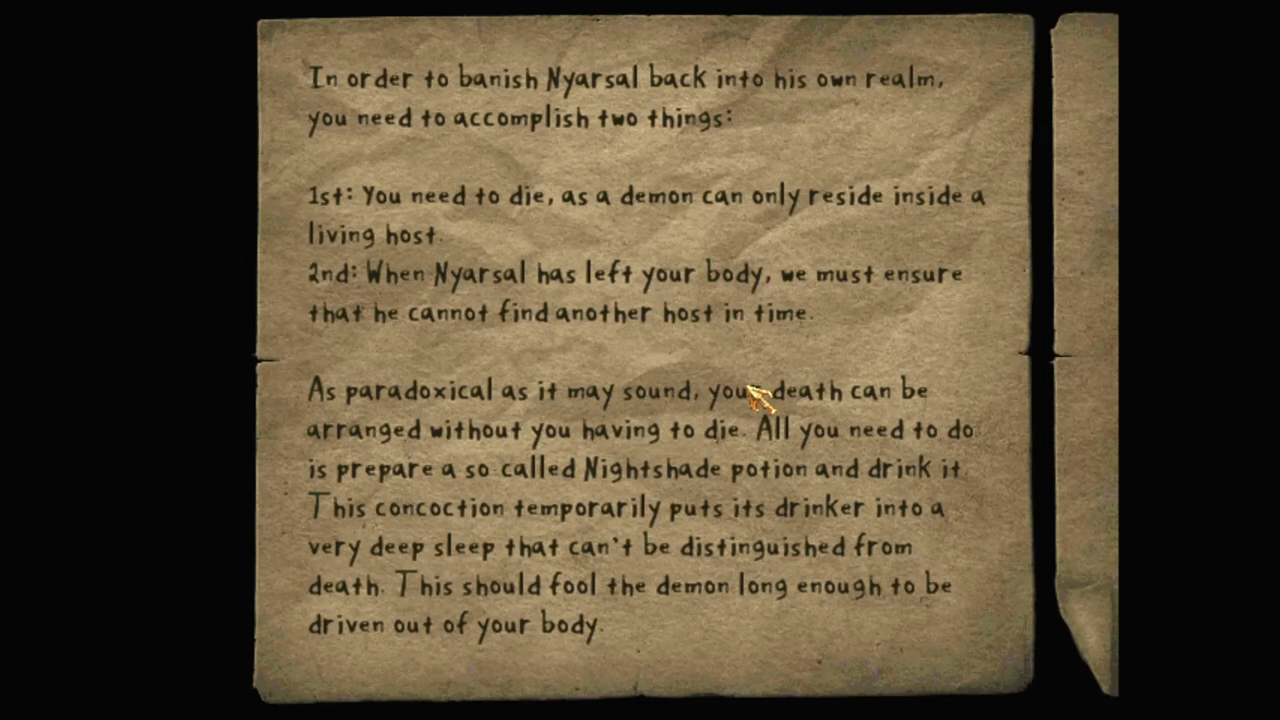 In order to banish Nyarsal back into his own realm,
you need to accomplish two things:
1st: You need to die, as a demon can only reside inside a
living host.
2nd: When Nyarsal has left your body, we must ensure
that he cannot find another host in time.
As paradoxical as it may sound, your death can be
arranged without you having to die. All you need to do
is prepare a so called Nightshade potion and drink it.
This concoction temporarily puts its drinker into a
very deep sleep that can't be distinguished from
death. This should fool the demon long enough to be
driven out of your body.